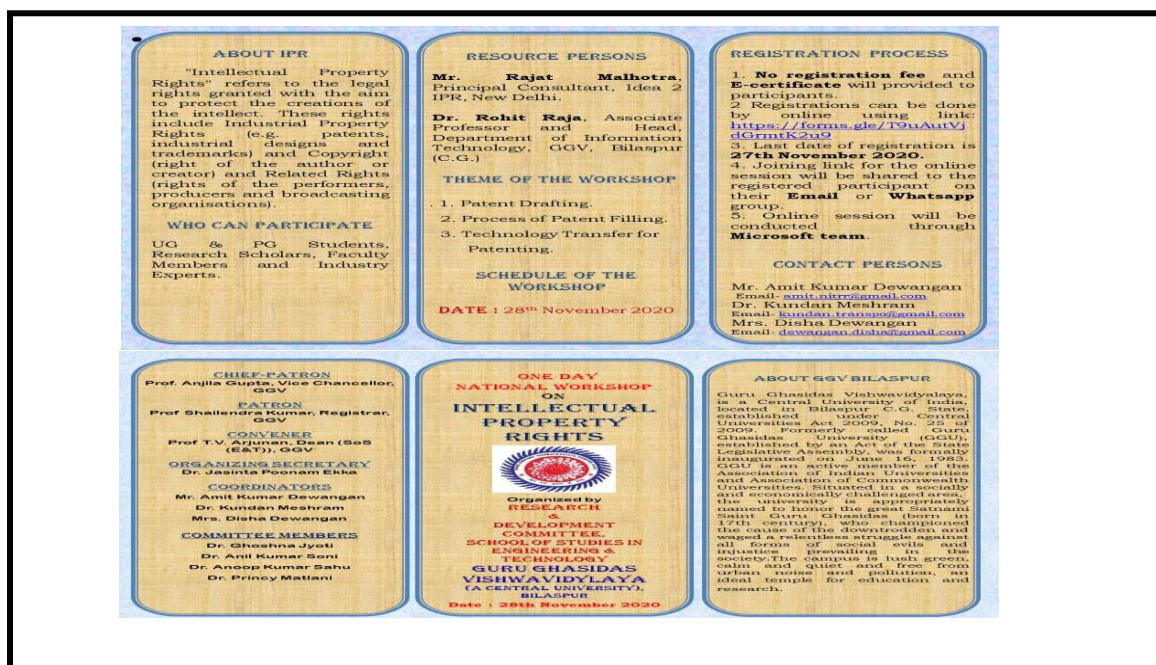 ABOUT IPR
"Intellectual Property
Rights" refers to the legal
rights granted with the aim
to protect the creations of
the intellect. These rights
include Industrial Property
Rights (e.g. patents,
industrial designs and
trademarks) and Copyright
(right of the author or
creator) and Related Rights
(rights of the performers,
producers and broadcasting
organisations).
WHO CAN PARTICIPATE
UG & PG Students,
Research Scholars, Faculty
Members and Industry
Experts.
RESOURCE PERSONS
Mr. Rajat Malhotra,
Principal Consultant, Idea 2
IPR, New Delhi.
Dr. Rohit Raja, Associate
Professor and Head,
Department of Information
Technology, GGV, Bilaspur
(C.G.)
THEME OF THE WORKSHOP
. 1. Patent Drafting.
2. Process of Patent Filling.
3. Technology Transfer for
Patenting.
SCHEDULE OF THE
WORKSHOP
DATE : 28th November 2020
REGISTRATION PROCESS
1. No registration fee and
E-certificate will provided to
participants.
2 Registrations can be done
by online using link:
https://forms.gle/T9uAutVj
dGrmtK2u9
3. Last date of registration is
27th November 2020.
4. Joining link for the online
session will be shared to the
registered participant on
their Email or Whatsapp
group.
5. Online session will be
conducted through
Microsoft team.
CONTACT PERSONS
Mr. Amit Kumar Dewangan
Email- amit.nitrr@gmail.com
Dr. Kundan Meshram
Email- kundan.transpo@gmail.com
Mrs. Disha Dewangan
Email- dewangan.disha@gmail.com
CHIEF-PATRON
Prof. Anjila Gupta, Vice Chancellor,
GGV
PATRON
Prof Shailendra Kumar, Registrar,
GGV
CONVENER
Prof T.V. Arjunan, Dean (SoS
(E&T)), GGV
ORGANIZING SECRETARY
Dr. Jasinta Poonam Ekka
COORDINATORS
Mr. Amit Kumar Dewangan
Dr. Kundan Meshram
Mrs. Disha Dewangan
COMMITTEE MEMBERS
Dr. Ghoshna Jyoti
Dr. Anil Kumar Soni
Dr. Anoop Kumar Sahu
Dr. Princy Matlani
ONE DAY
NATIONAL WORKSHOP
ON
INTELLECTUAL
PROPERTY
RIGHTS
Organized by
RESEARCH
&
DEVELOPMENT
COMMITTEE,
SCHOOL OF STUDIES IN
ENGINEERING &
TECHNOLOGY
GURU GHASIDAS
VISHWAVIDYLAYA
(A CENTRAL UNIVERSITY),
BILASPUR
Date : 28th November 2020
ABOUT GGV BILASPUR
Guru Ghasidas Vishwavidyalaya,
is a Central University of India,
located in Bilaspur C.G. State,
established under Central
Universities Act 2009, No. 25 of
2009. Formerly called Guru
Ghasidas University (GGU),
established by an Act of the State
Legislative Assembly, was formally
inaugurated on June 16, 1983.
GGU is an active member of the
Association of Indian Universities
and Association of Commonwealth
Universities. Situated in a socially
and economically challenged area,
the university is appropriately
named to honor the great Satnami
Saint Guru Ghasidas (born in
17th century), who championed
the cause of the downtrodden and
waged a relentless struggle against
all forms of social evils and
injustice prevailing in the
society.The campus is lush green,
calm and quiet and free from
urban noise and pollution, an
ideal temple for education and
research.